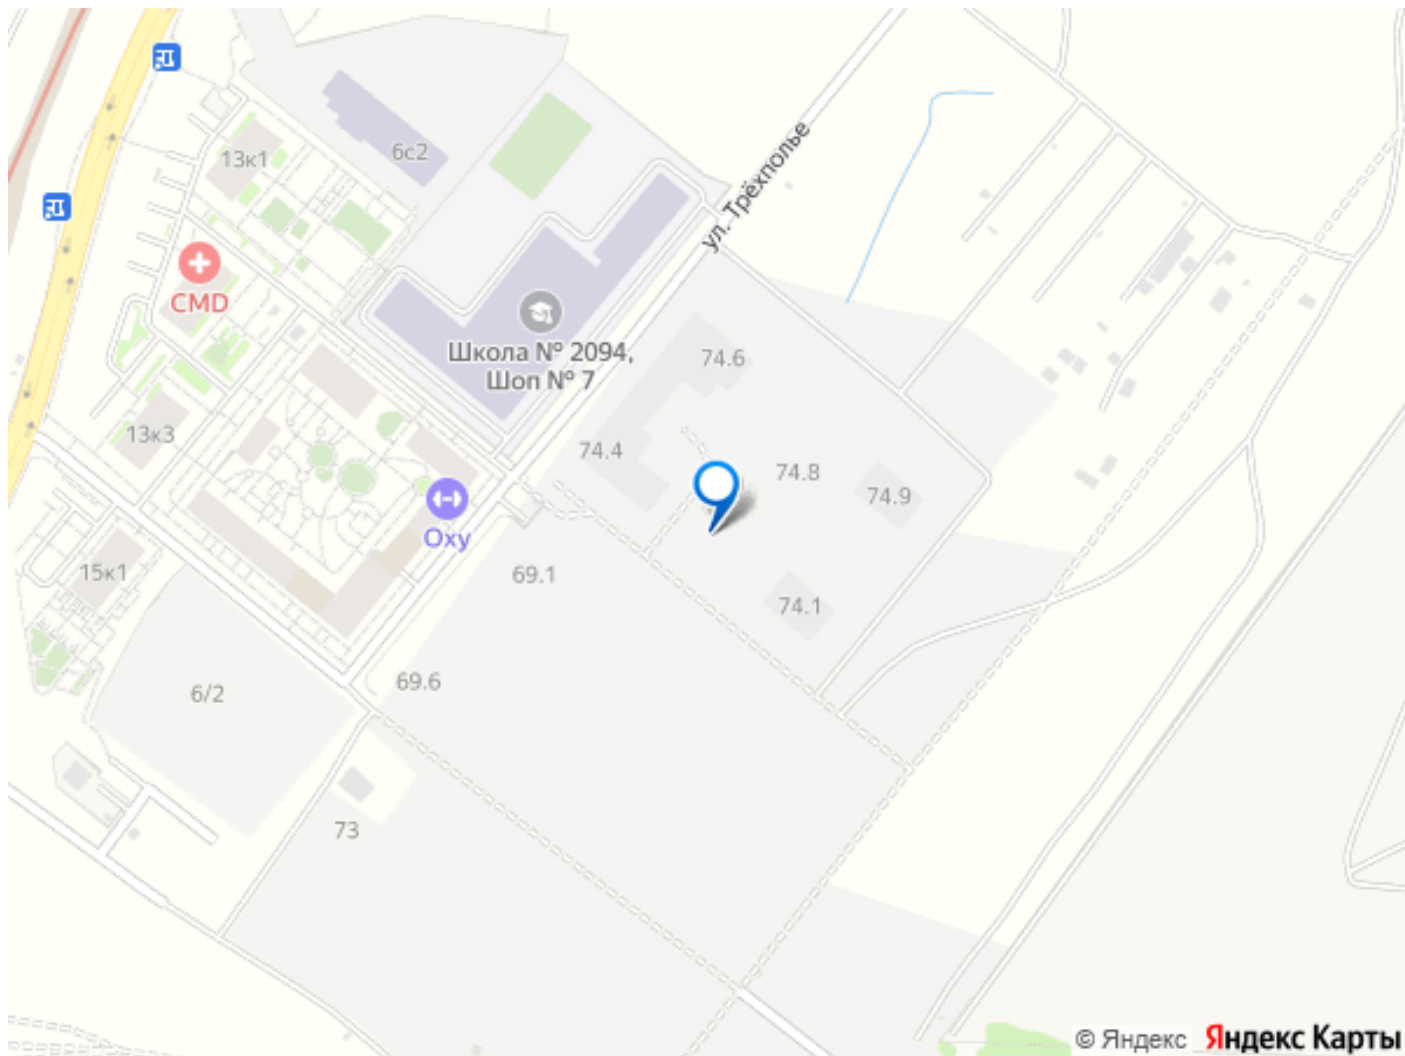 13к1
6с2
ул. Трёхполье
CMD
Школа № 2094,
Шоп № 7
74.6
13к3
74.4
74.8
74.9
Oxy
15к1
69.1
74.1
69.6
6/2
73
© Яндекс Яндекс Карты